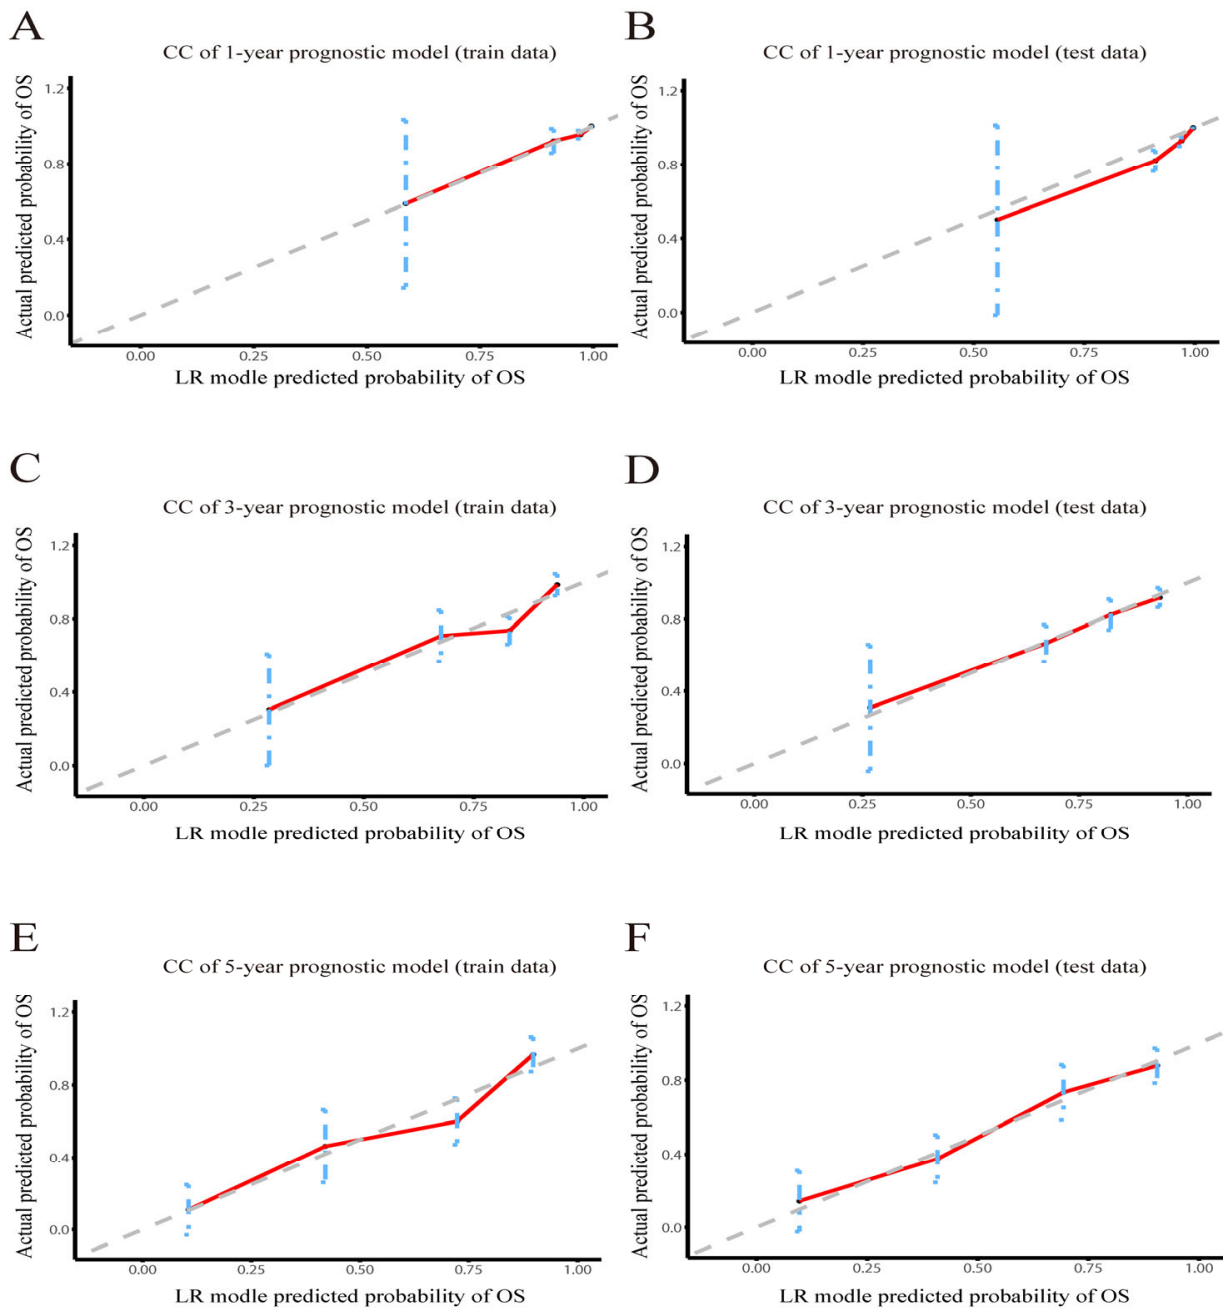 A
CC of 1-year prognostic model (train data)
Actual predicted probability of OS
1.2
0.8
0.4
0.0
0.00 0.25 0.50 0.75 1.00
LR modle predicted probability of OS
B
CC of 1-year prognostic model (test data)
Actual predicted probability of OS
1.2
0.8
0.4
0.0
0.00 0.25 0.50 0.75 1.00
LR modle predicted probability of OS
C
CC of 3-year prognostic model (train data)
Actual predicted probability of OS
1.2
0.8
0.4
0.0
0.00 0.25 0.50 0.75 1.00
LR modle predicted probability of OS
D
CC of 3-year prognostic model (test data)
Actual predicted probability of OS
1.2
0.8
0.4
0.0
0.00 0.25 0.50 0.75 1.00
LR modle predicted probability of OS
E
CC of 5-year prognostic model (train data)
Actual predicted probability of OS
1.2
0.8
0.4
0.0
0.00 0.25 0.50 0.75 1.00
LR modle predicted probability of OS
F
CC of 5-year prognostic model (test data)
Actual predicted probability of OS
1.2
0.8
0.4
0.0
0.00 0.25 0.50 0.75 1.00
LR modle predicted probability of OS